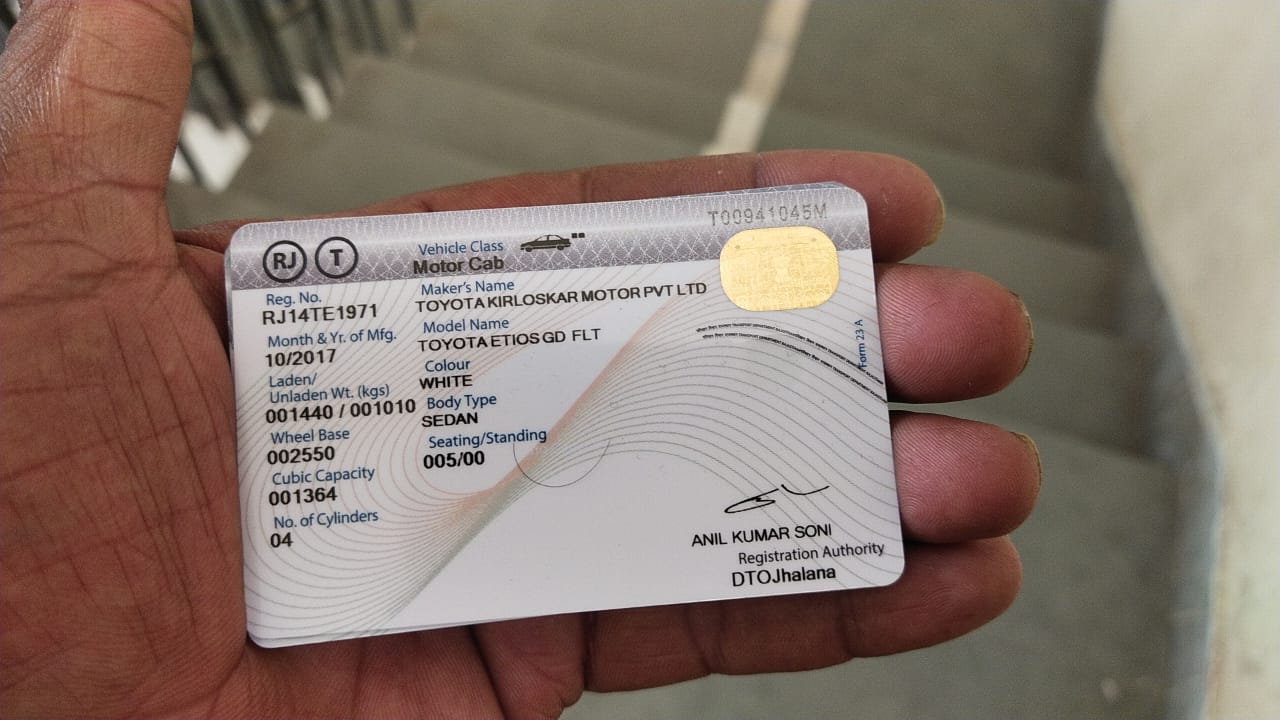 T00941045M
RJ T
Vehicle Class
Motor Cab
Reg. No.
RJ14TE1971
Month & Yr. of Mfg.
10/2017
Laden/
Unladen Wt. (kgs)
001440 / 001010
Wheel Base
002550
Cubic Capacity
001364
No. of Cylinders
04
Maker's Name
TOYOTA KIRLOSKAR MOTOR PVT LTD
Model Name
TOYOTA ETIOS GD FLT
Colour
WHITE
Body Type
SEDAN
Seating/Standing
005/00
Form 23 A
ANIL KUMAR SONI
Registration Authority
DTOJhalana